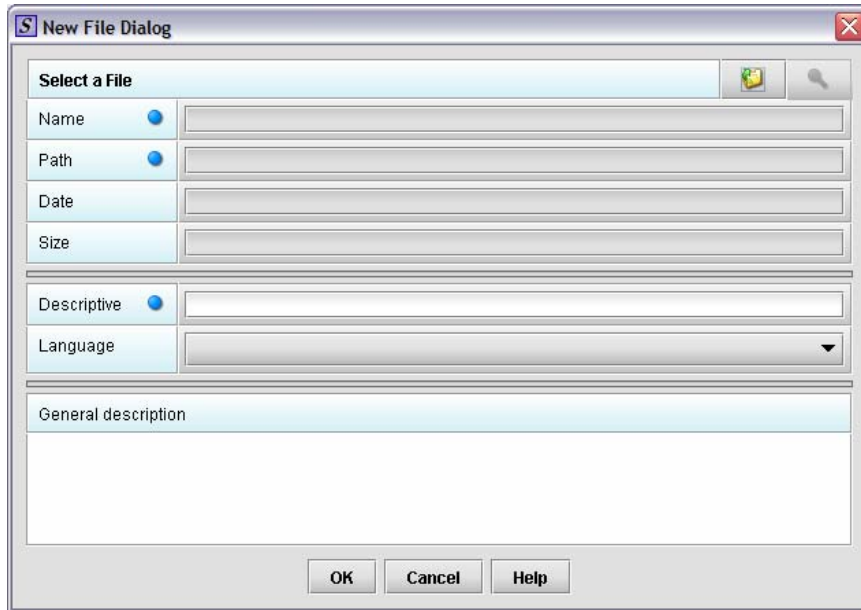 S New File Dialog
Select a File
Name
Path
Date
Size
Descriptive
Language
General description
OK Cancel Help